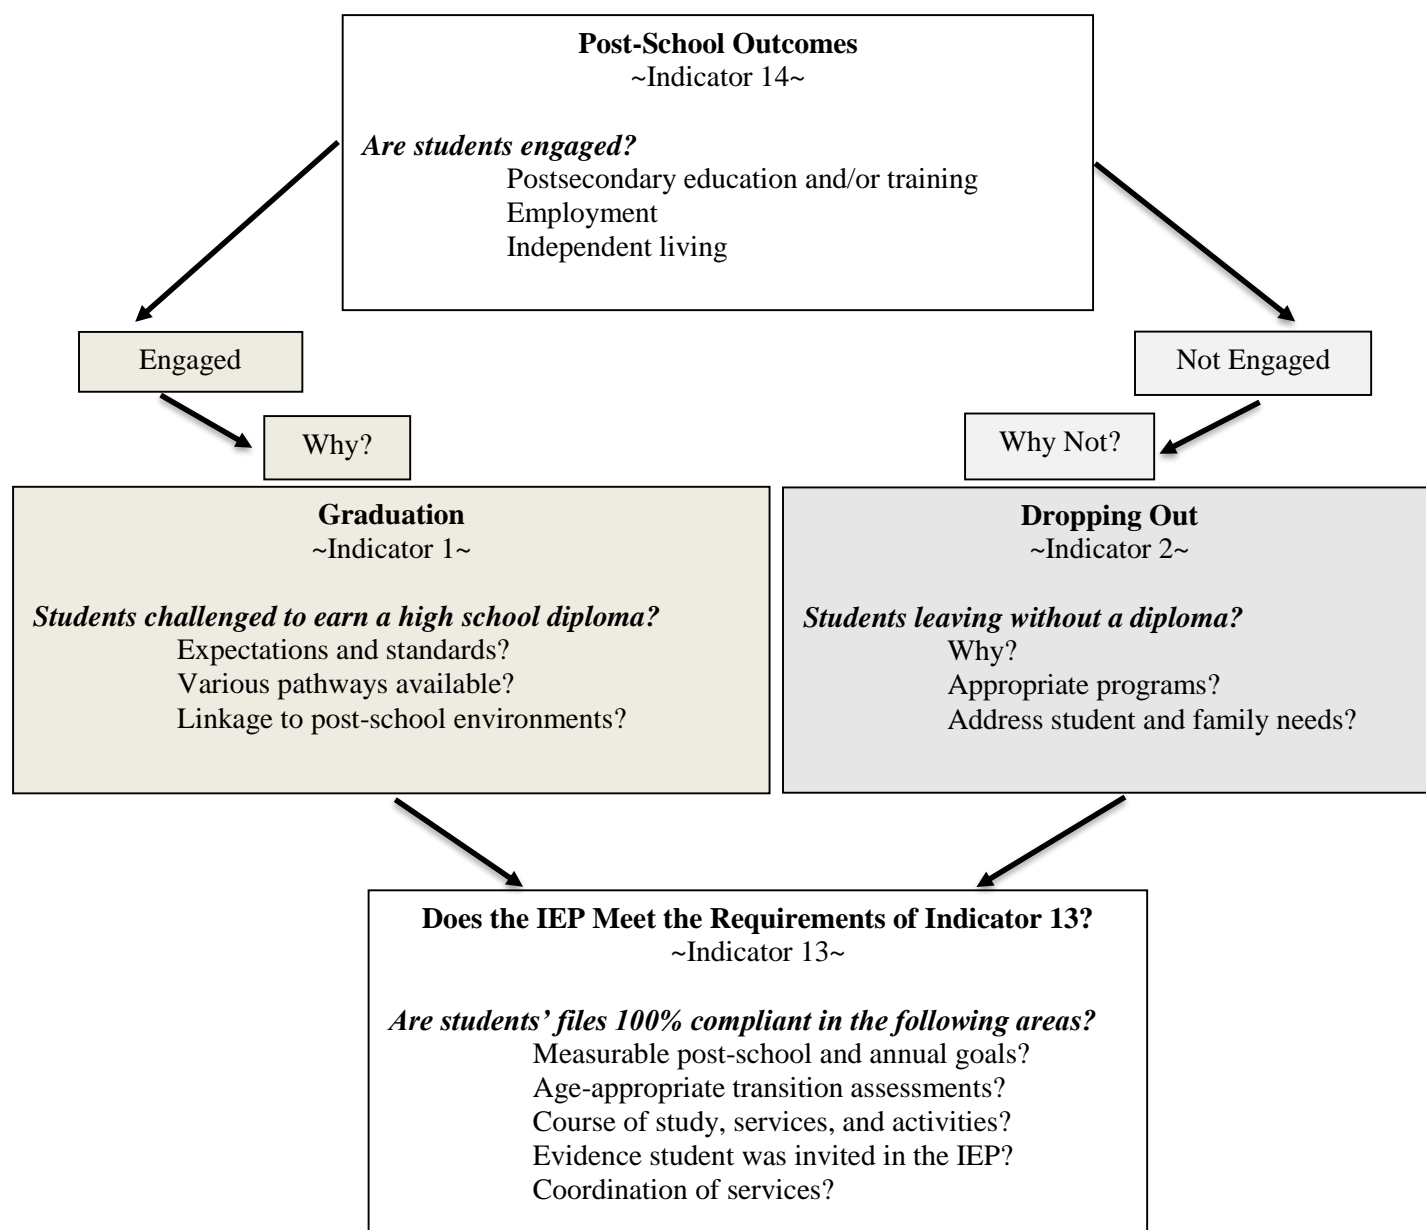 Post-School Outcomes
~Indicator 14~
Are students engaged?
Postsecondary education and/or training
Employment
Independent living
Engaged
Not Engaged
Why?
Why Not?
Graduation
~Indicator 1~
Students challenged to earn a high school diploma?
Expectations and standards?
Various pathways available?
Linkage to post-school environments?
Dropping Out
~Indicator 2~
Students leaving without a diploma?
Why?
Appropriate programs?
Address student and family needs?
Does the IEP Meet the Requirements of Indicator 13?
~Indicator 13~
Are students’ files 100% compliant in the following areas?
Measurable post-school and annual goals?
Age-appropriate transition assessments?
Course of study, services, and activities?
Evidence student was invited in the IEP?
Coordination of services?